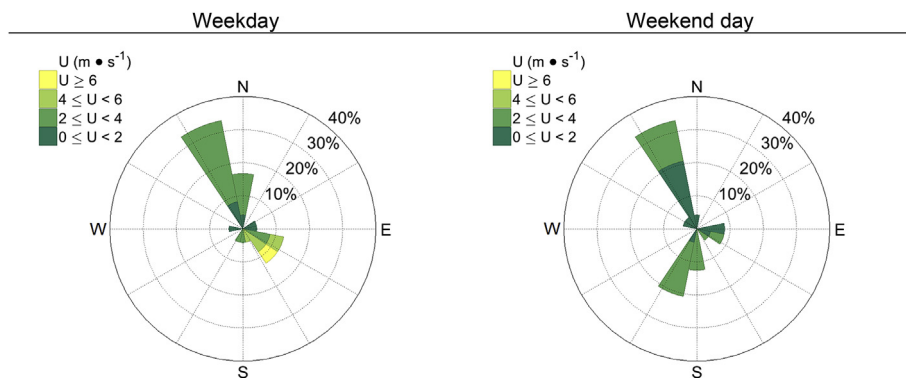 Weekday
U (m • s⁻¹)
U ≥ 6
4 ≤ U < 6
2 ≤ U < 4
0 ≤ U < 2
N
40%
30%
20%
10%
W
E
S
Weekend day
U (m • s⁻¹)
U ≥ 6
4 ≤ U < 6
2 ≤ U < 4
0 ≤ U < 2
N
40%
30%
20%
10%
W
E
S